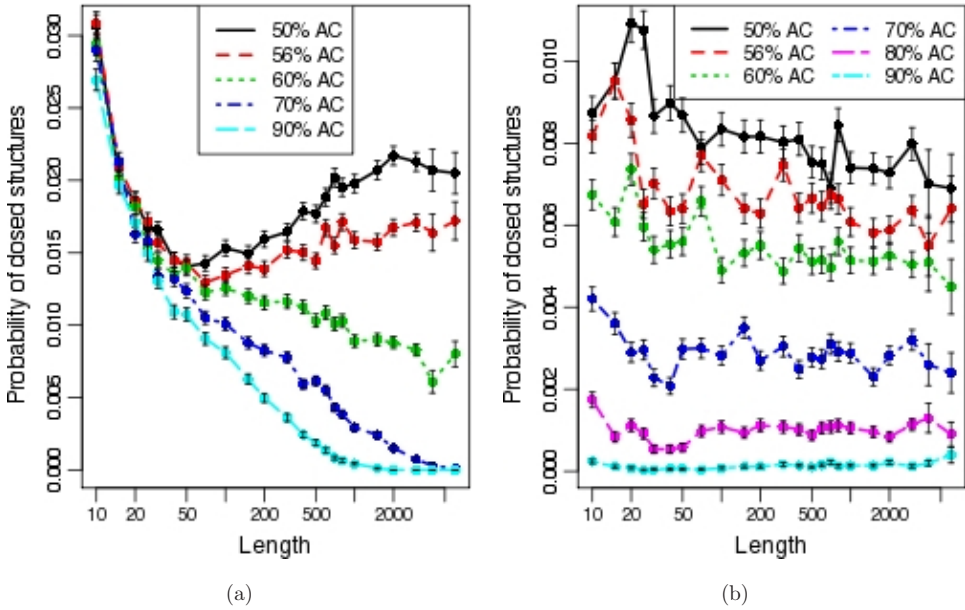 Probability of dosed stuctures
0.030
0.025
0.020
0.015
0.010
0.005
0.000
50% AC
56% AC
60% AC
70% AC
90% AC
10
20
50
200
500
2000
Length
(a)
Probability of dosed stuctures
0.010
0.008
0.006
0.004
0.002
0.000
50% AC
56% AC
60% AC
70% AC
80% AC
90% AC
10
20
50
200
500
2000
Length
(b)